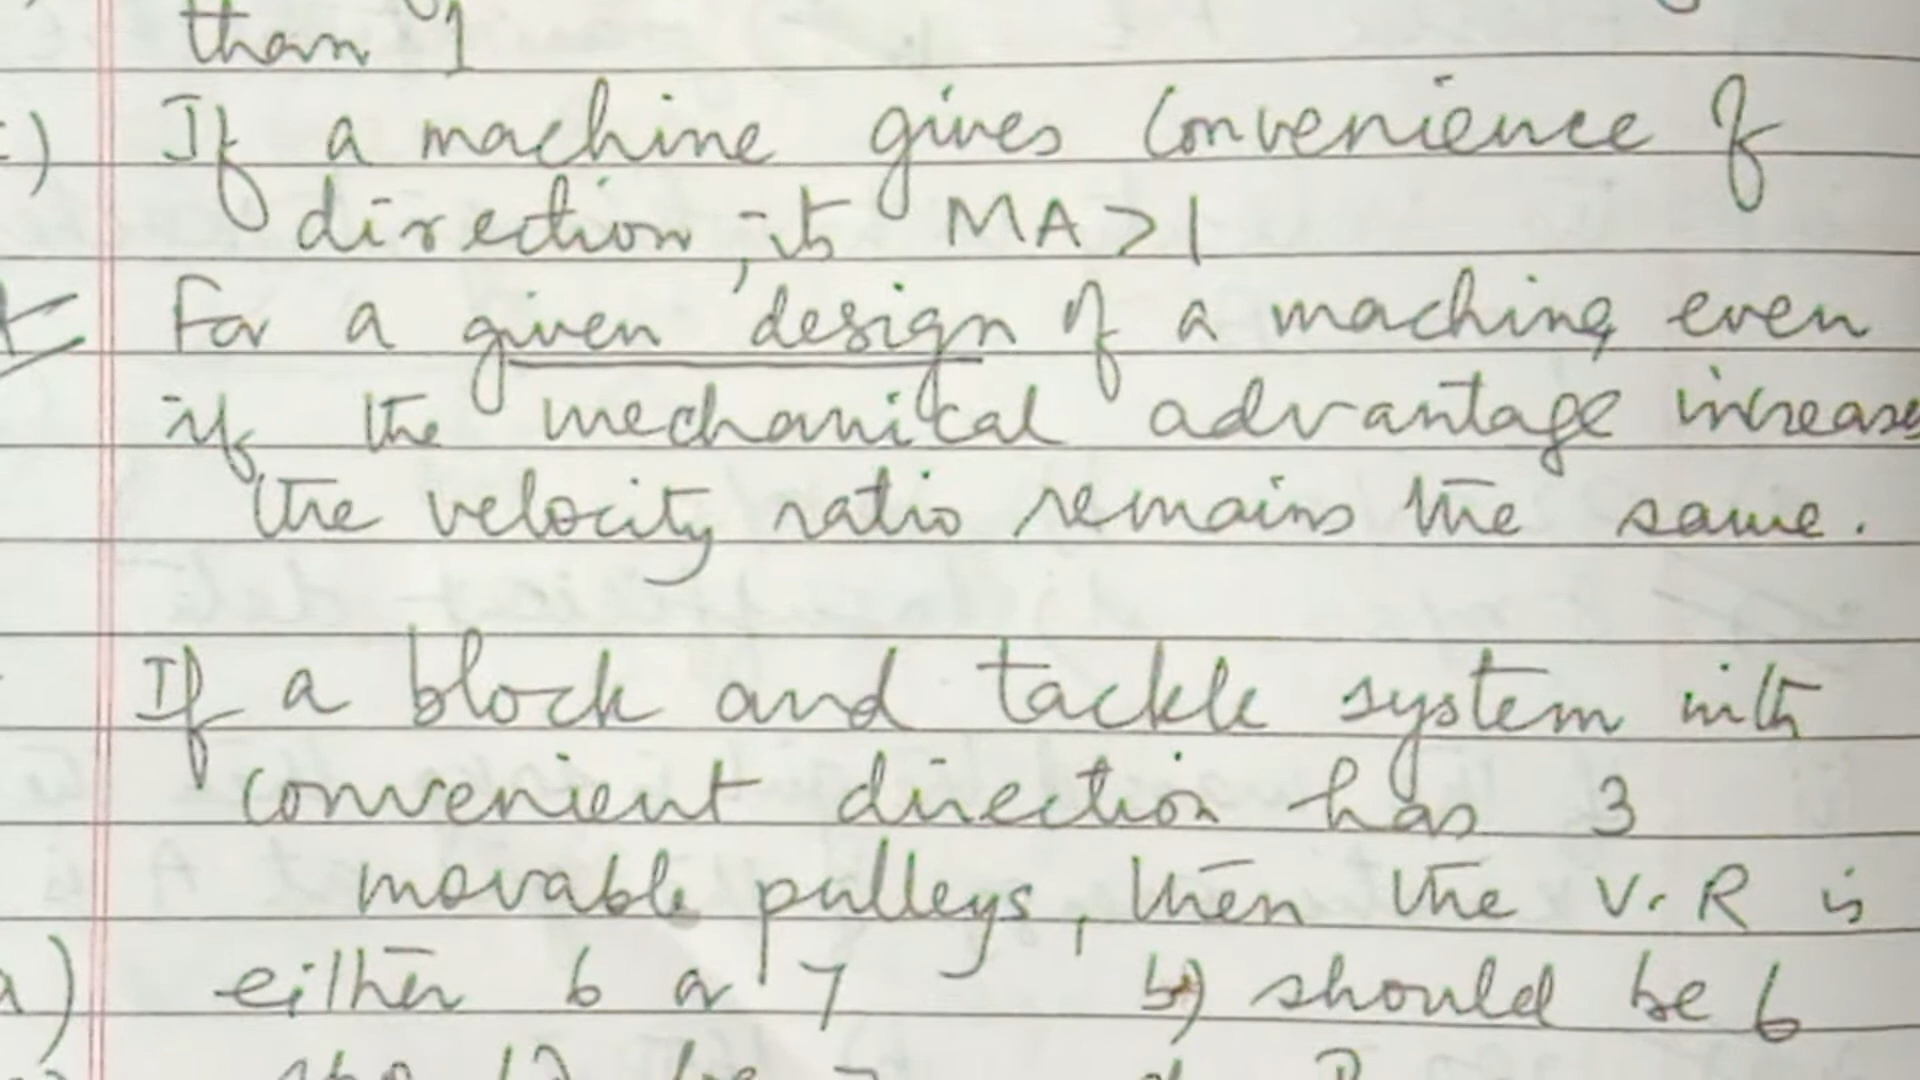 than 1
c) If a machine gives convenience of
direction, its MA>1
For a given design of a machine, even
if the mechanical advantage increases
the velocity ratio remains the same.
If a block and tackle system with
convenient direction has 3
movable pulleys, then the V.R is
a) either 6 or 7 b) should be 6